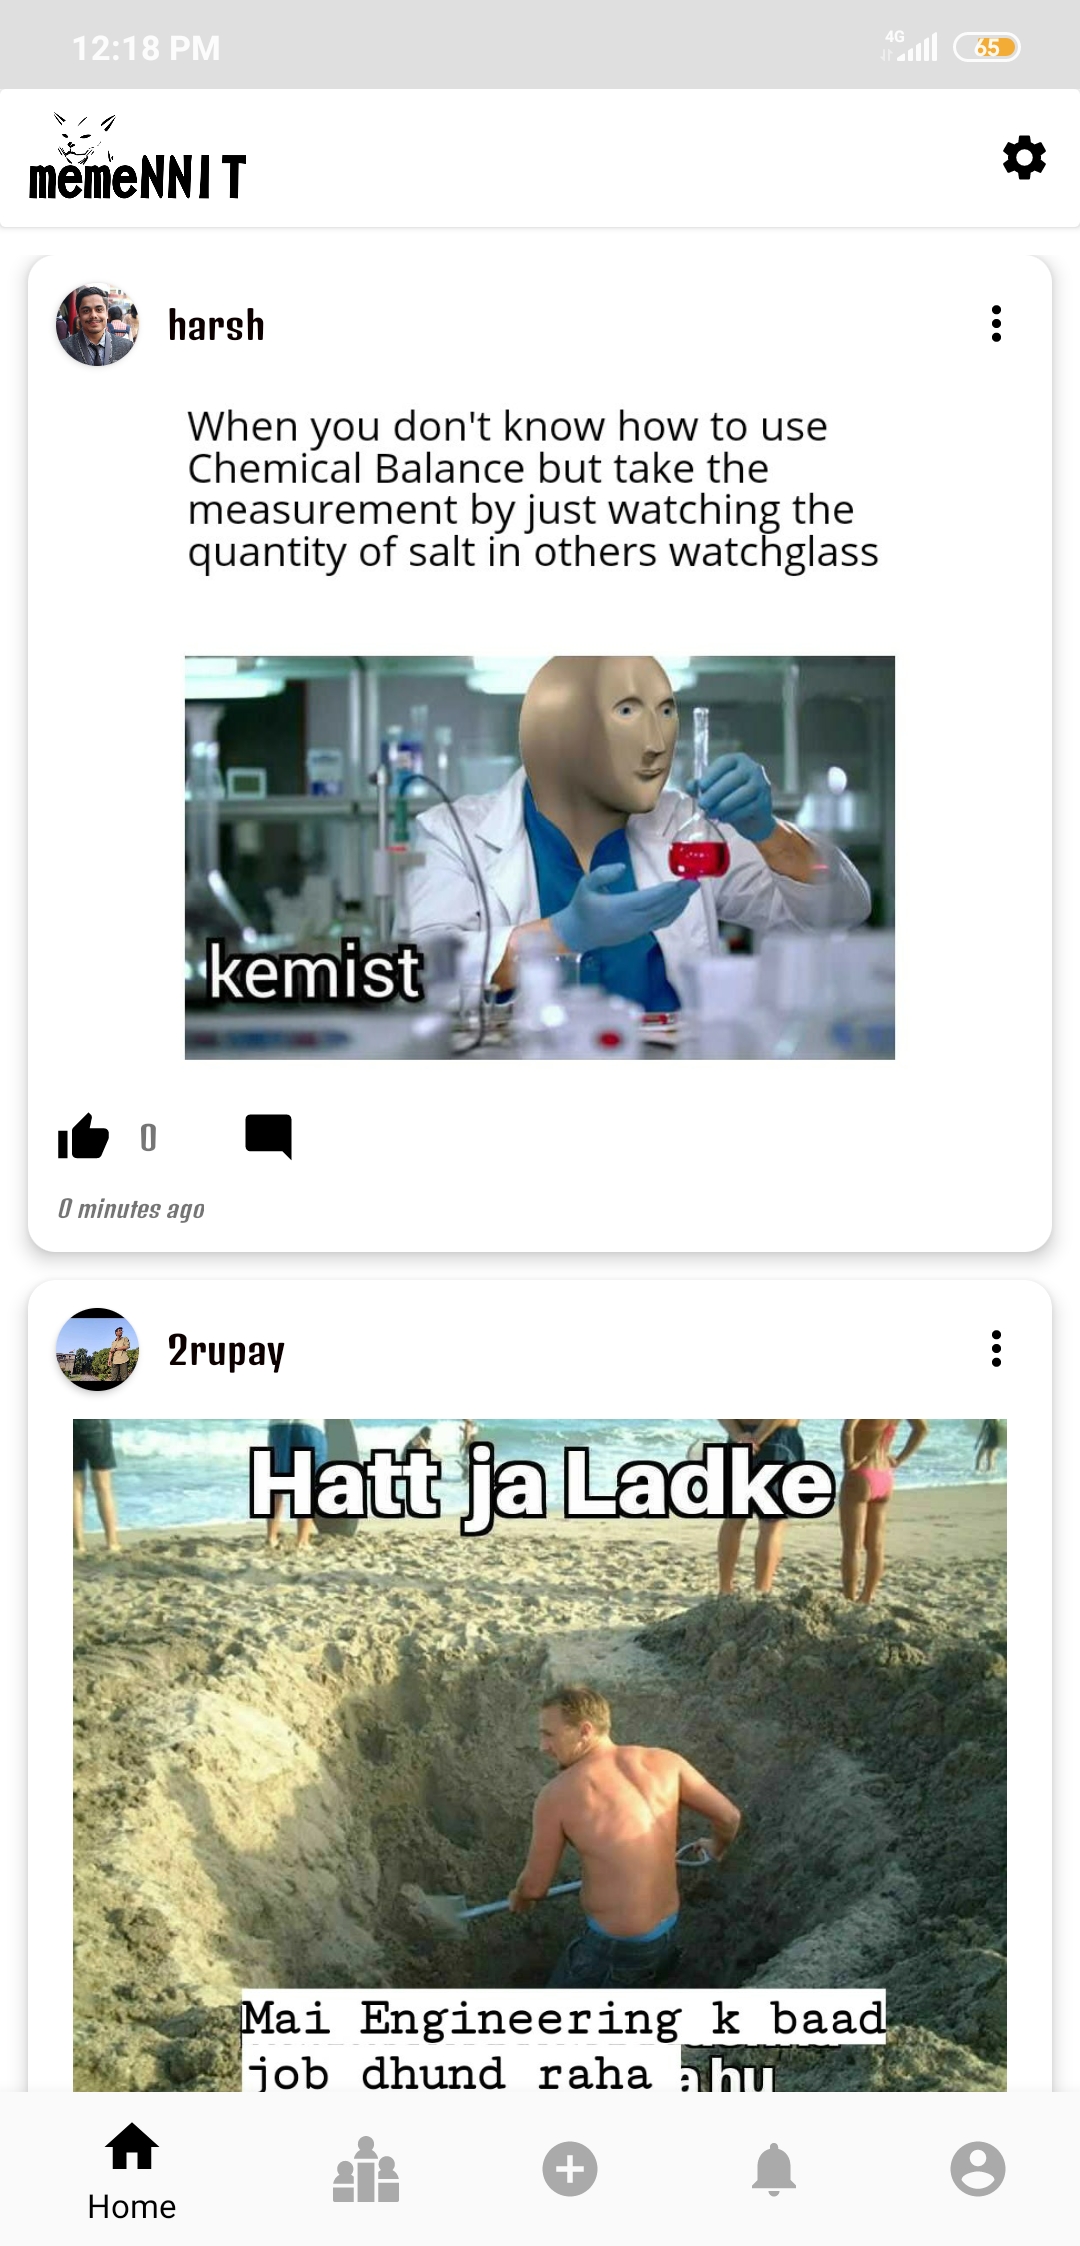 12:18 PM
4G
65
memeNNIT
harsh
When you don't know how to use
Chemical Balance but take the
measurement by just watching the
quantity of salt in others watchglass
kemist
0
0 minutes ago
2rupay
Hatt ja Ladke
Mai Engineering k baad
job dhund raha
Home